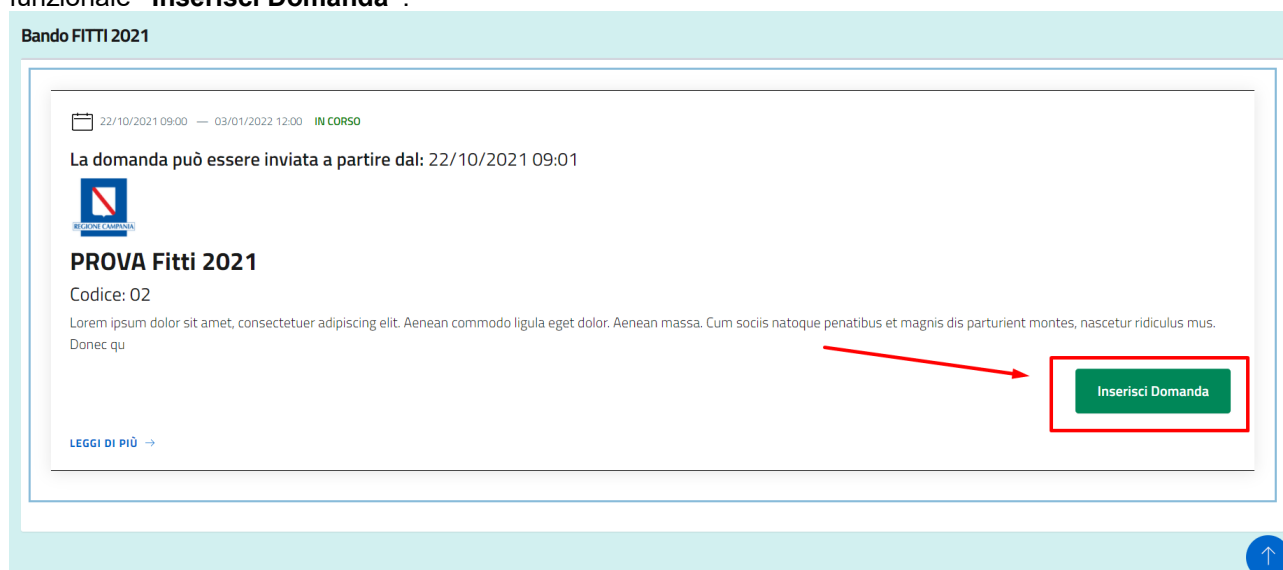 funzionale "Inserisci Domanda".
Bando FITTI 2021
22/10/2021 09:00 — 03/01/2022 12:00 IN CORSO
La domanda può essere inviata a partire dal: 22/10/2021 09:01
REGIONE CAMPANIA
PROVA Fitti 2021
Codice: 02
Lorem ipsum dolor sit amet, consectetuer adipiscing elit. Aenean commodo ligula eget dolor. Aenean massa. Cum sociis natoque penatibus et magnis dis parturient montes, nascetur ridiculus mus.
Donec qu
Inserisci Domanda
LEGGI DI PIÙ →